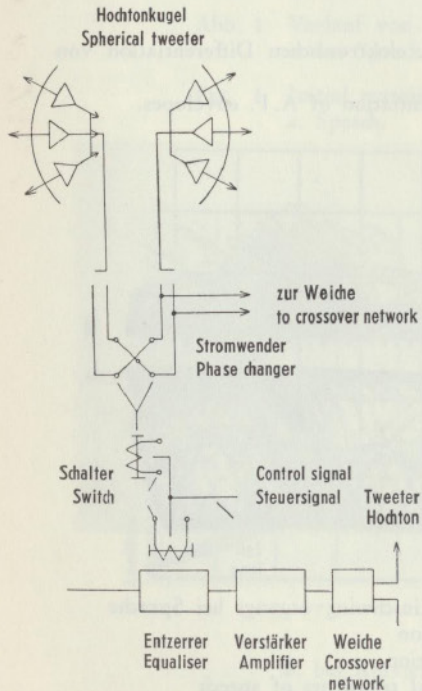 Hochtonkugel
Spherical tweeter
zur Weiche
to crossover network
Stromwender
Phase changer
Schalter
Switch
Control signal
Steuersignal
Tweeter
Hochton
Entzerrer
Equaliser
Verstärker
Amplifier
Weiche
Crossover
network